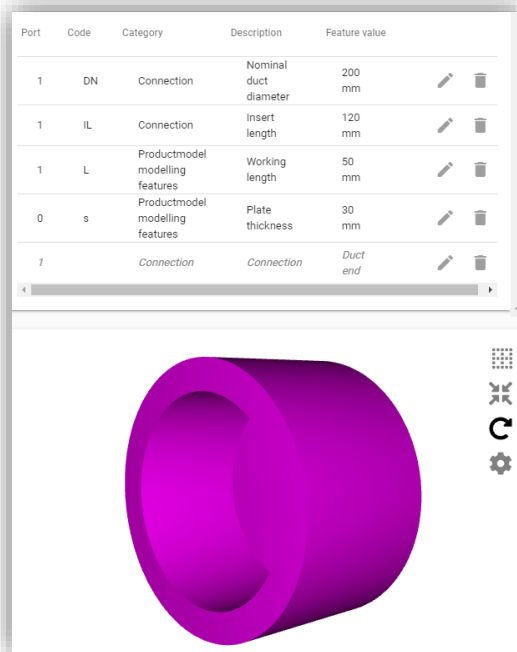 Port Code Category Description Feature value
Nominal
1 DN Connection duct 200
diameter mm
1 IL Connection Insert 120
length mm
Productmodel
1 L modelling Working 50
features length mm
Productmodel
0 s modelling Plate 30
features thickness mm
1 Connection Connection Duct
end